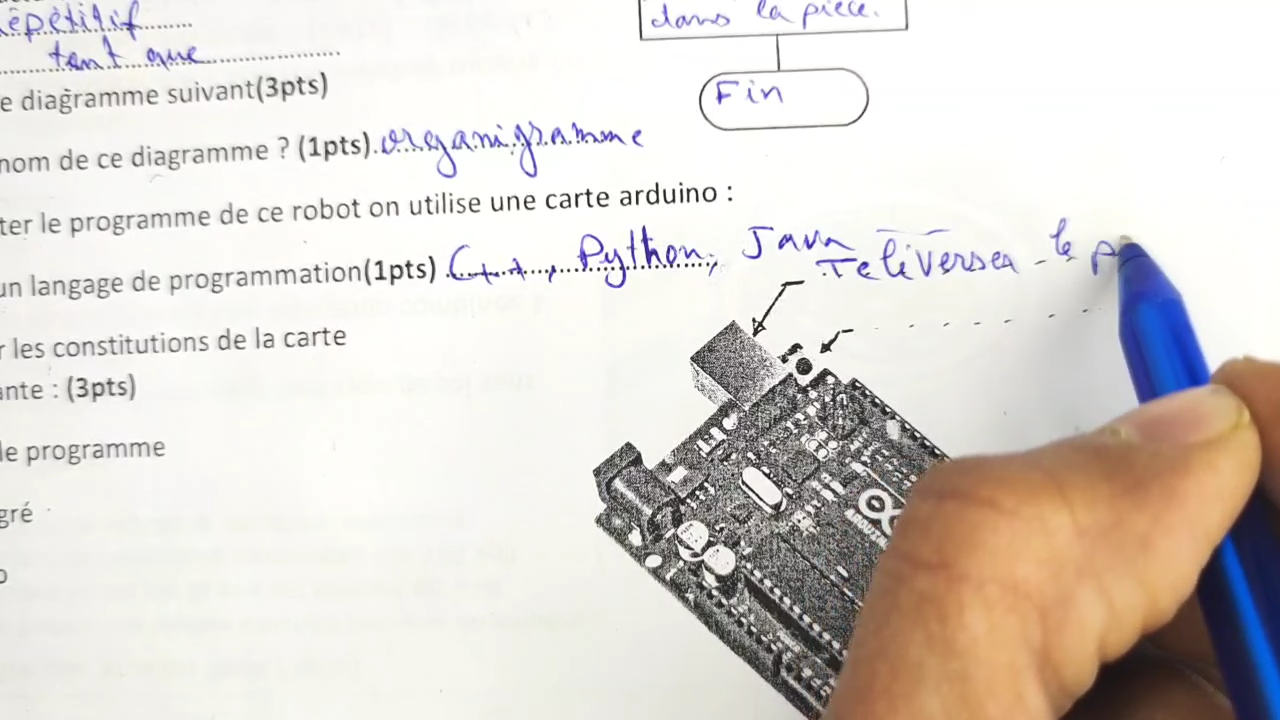 répétitif
tent que
dans la pièce.
Fin
e diagramme suivant(3pts)
nom de ce diagramme ? (1pts) organigramme
ter le programme de ce robot on utilise une carte arduino :
un langage de programmation(1pts) C++, Python, Java
Teliverser le p
r les constitutions de la carte
ante : (3pts)
le programme
gré
o